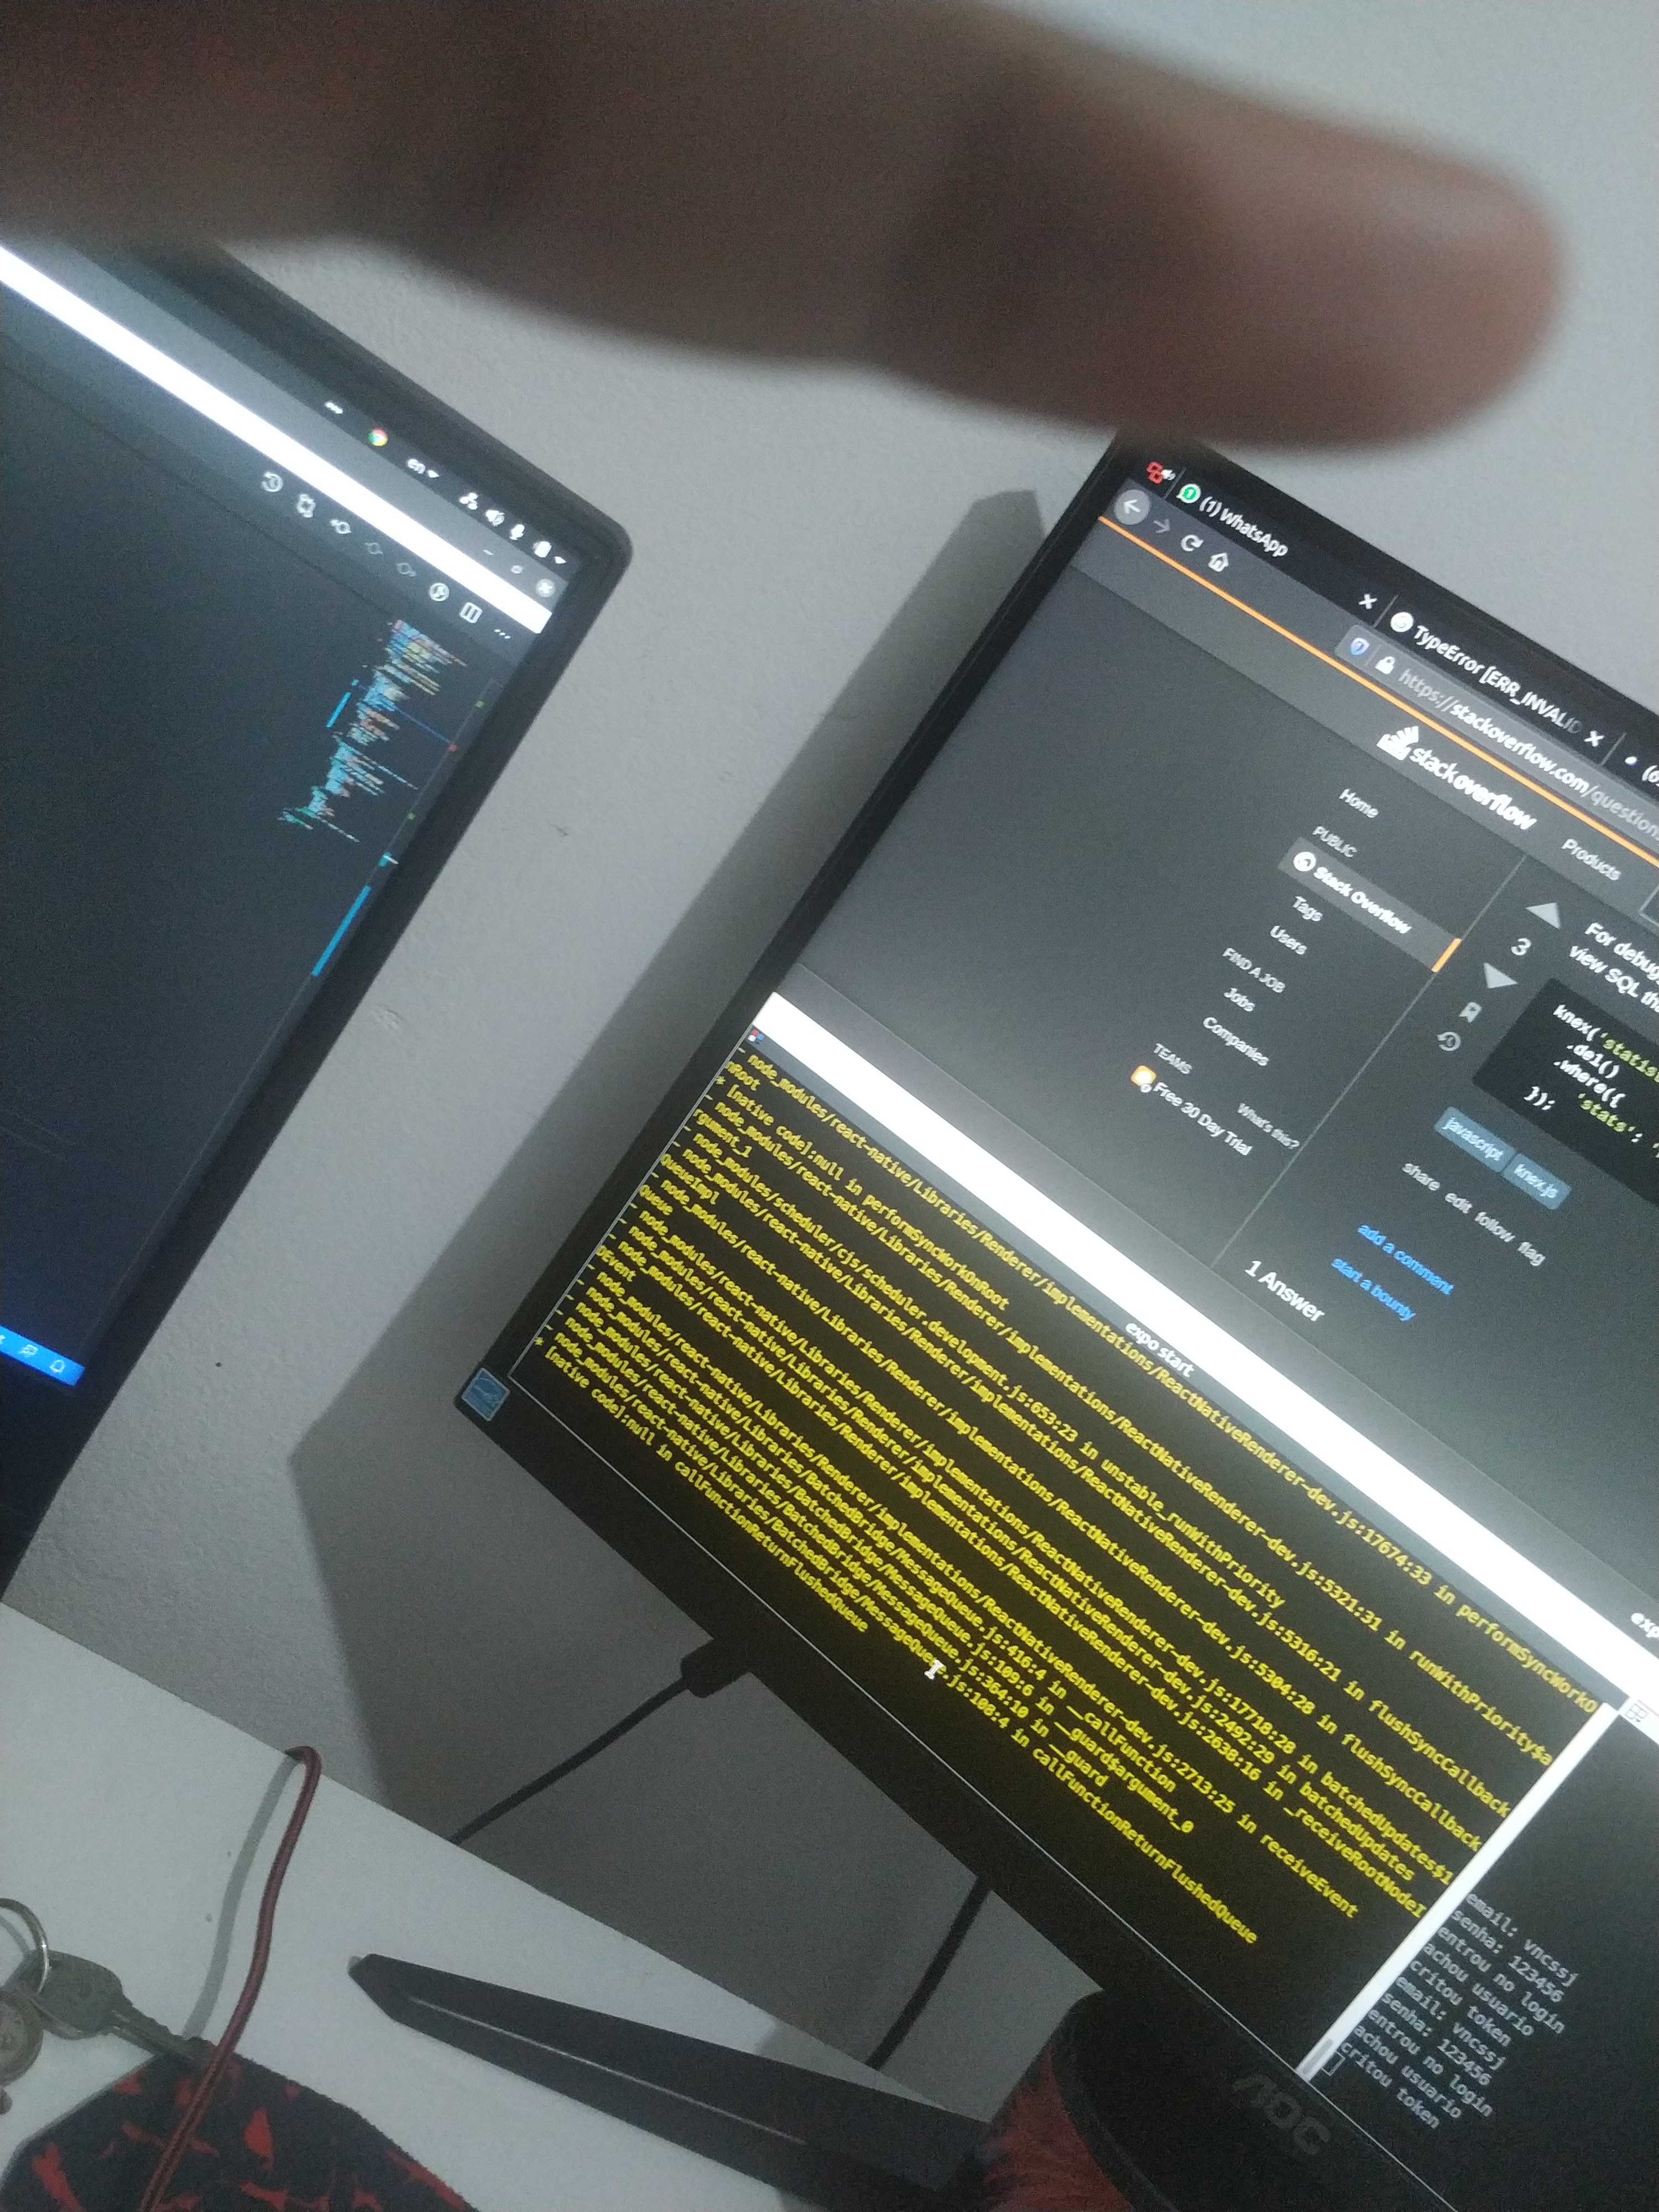 en
(1) WhatsApp
TypeError [ERR_INVALID
https://stackoverflow.com/question
stackoverflow
Products
Home
PUBLIC
Stack Overflow
Tags
Users
FIND A JOB
Jobs
Companies
TEAMS
What's this?
Free 30 Day Trial
3
For debug
view SQL th
knex('statist
.del()
.where({
'stats':
});
javascript
knex.js
share edit follow flag
add a comment
start a bounty
1 Answer
expo start
- node_modules/react-native/Libraries/Renderer/implementations/ReactNativeRenderer-dev.js:17674:33 in performSyncWorkO
nRoot
* [native code]:null in performSyncWorkOnRoot
- node_modules/react-native/Libraries/Renderer/implementations/ReactNativeRenderer-dev.js:5321:31 in runWithPriority$a
rgument_1
- node_modules/scheduler/cjs/scheduler.development.js:653:23 in unstable_runWithPriority
- node_modules/react-native/Libraries/Renderer/implementations/ReactNativeRenderer-dev.js:5316:21 in flushSyncCallback
QueueImpl
- node_modules/react-native/Libraries/Renderer/implementations/ReactNativeRenderer-dev.js:5304:28 in flushSyncCallback
Queue
- node_modules/react-native/Libraries/Renderer/implementations/ReactNativeRenderer-dev.js:17718:28 in batchedUpdates$1
- node_modules/react-native/Libraries/Renderer/implementations/ReactNativeRenderer-dev.js:2492:29 in batchedUpdates
- node_modules/react-native/Libraries/Renderer/implementations/ReactNativeRenderer-dev.js:2638:16 in _receiveRootNodeI
DEvent
- node_modules/react-native/Libraries/Renderer/implementations/ReactNativeRenderer-dev.js:2713:25 in receiveEvent
- node_modules/react-native/Libraries/BatchedBridge/MessageQueue.js:416:4 in __callFunction
- node_modules/react-native/Libraries/BatchedBridge/MessageQueue.js:109:6 in __guard$argument_0
- node_modules/react-native/Libraries/BatchedBridge/MessageQueue.js:364:10 in __guard
- node_modules/react-native/Libraries/BatchedBridge/MessageQueue.js:108:4 in callFunctionReturnFlushedQueue
* [native code]:null in callFunctionReturnFlushedQueue
exp
email: vncssj
senha: 123456
entrou no login
achou usuario
critou token
email: vncssj
senha: 123456
entrou no login
achou usuario
critou token
AOC